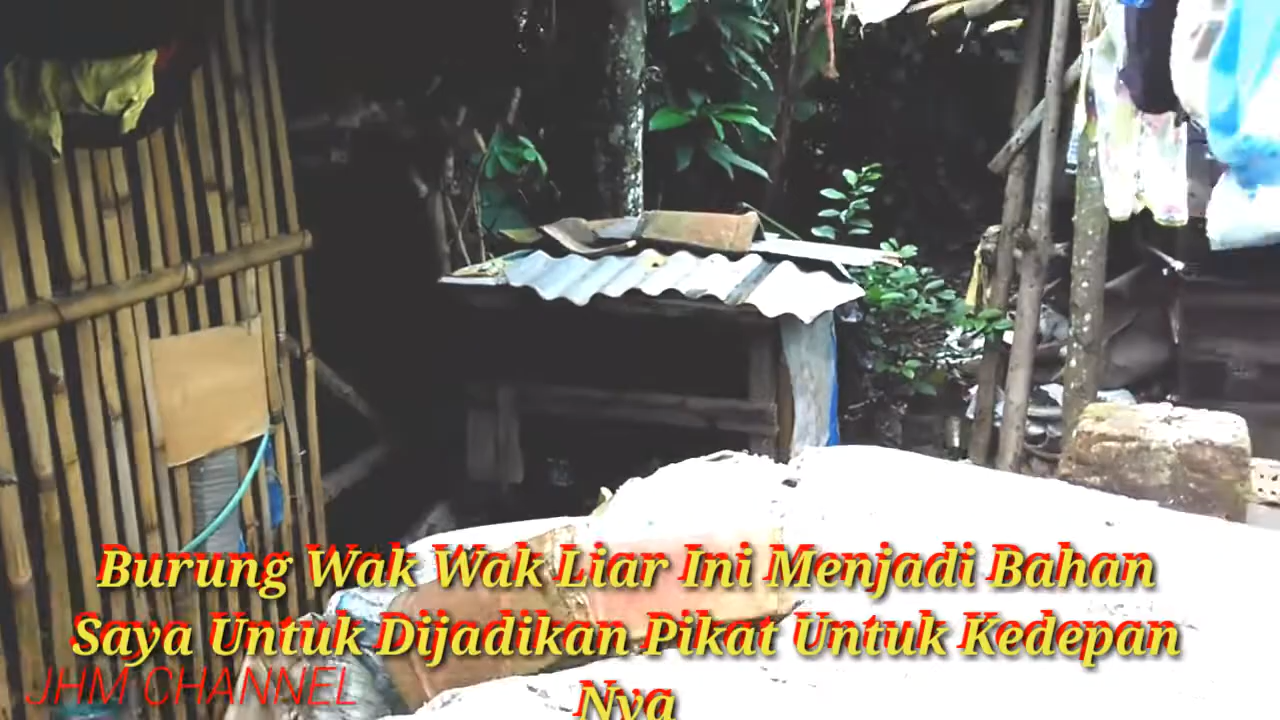 Burung Wak Wak Liar Ini Menjadi Bahan
Saya Untuk Dijadikan Pikat Untuk Kedepan
Nya
JHM CHANNEL